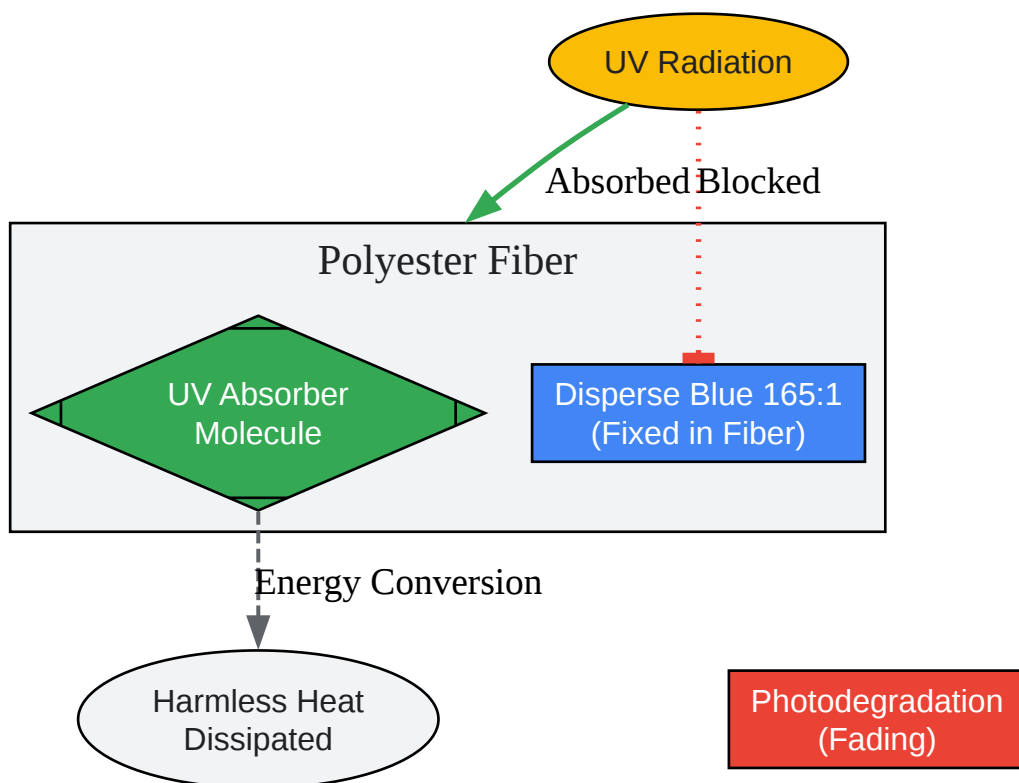 UV Radiation
Absorbed
Blocked
Polyester Fiber
UV Absorber
Molecule
Disperse Blue 165:1
(Fixed in Fiber)
Energy Conversion
Harmless Heat
Dissipated
Photodegradation
(Fading)